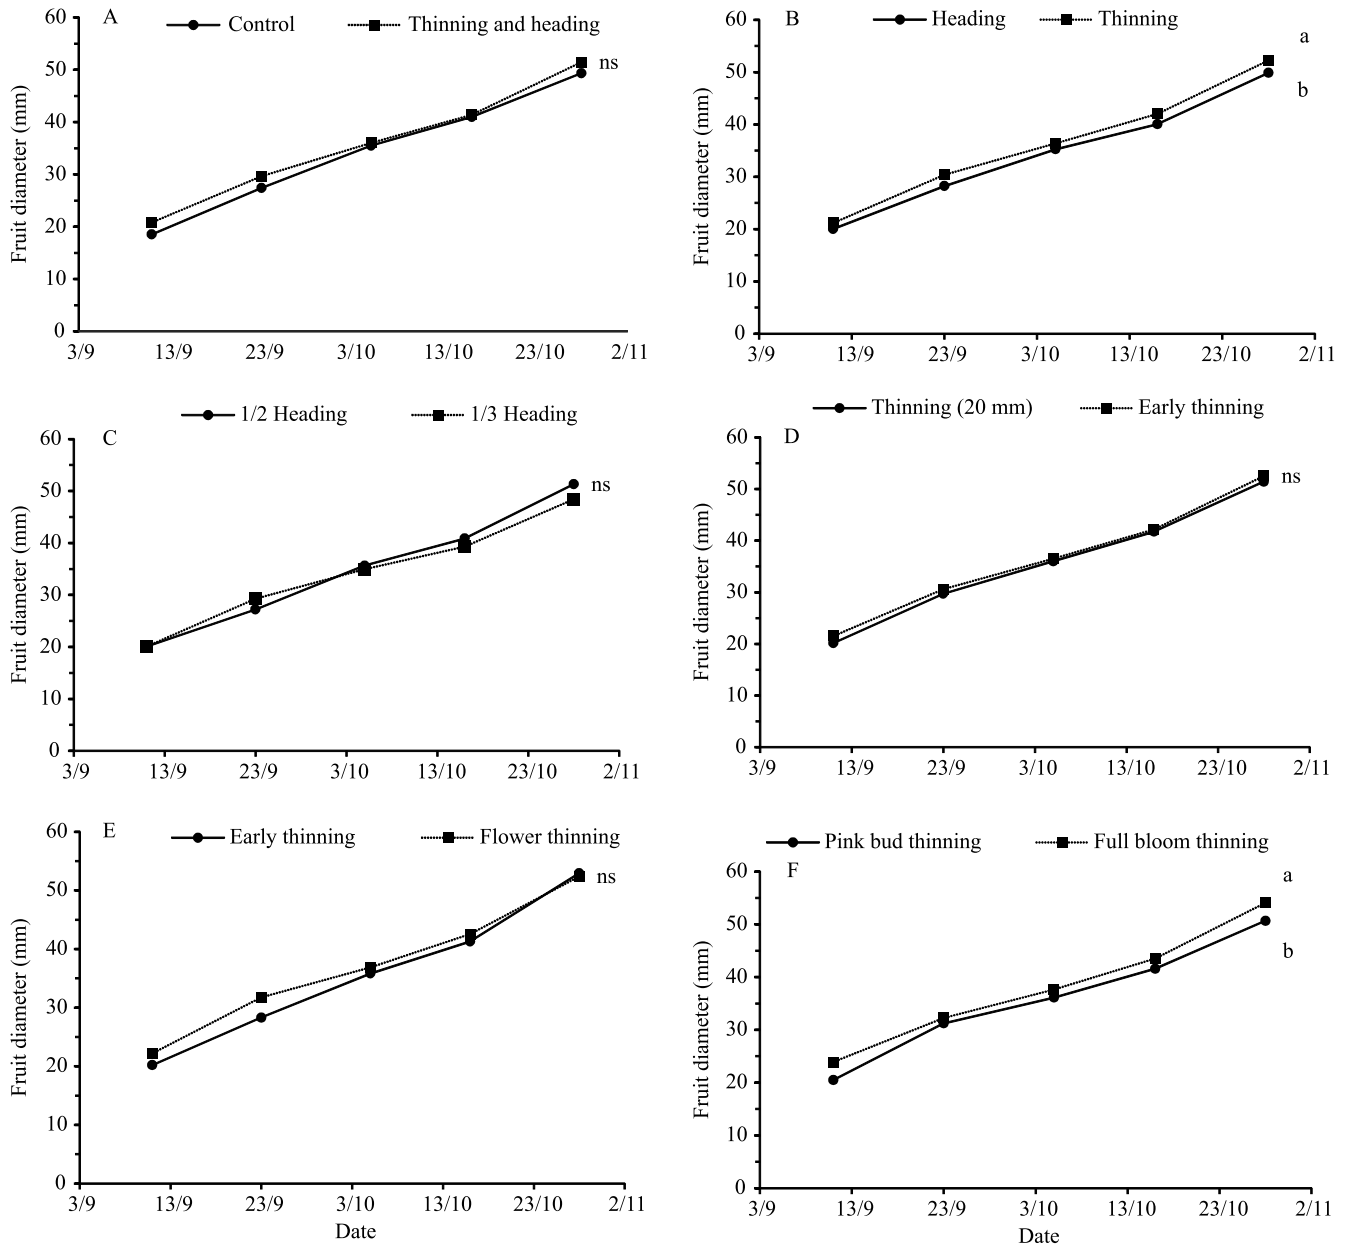 A
Control
Thinning and heading
60
50
40
30
20
10
0
Fruit diameter (mm)
ns
3/9 13/9 23/9 3/10 13/10 23/10 2/11
B
Heading
Thinning
60
50
40
30
20
10
0
Fruit diameter (mm)
a
b
3/9 13/9 23/9 3/10 13/10 23/10 2/11
1/2 Heading
1/3 Heading
C
60
50
40
30
20
10
0
Fruit diameter (mm)
ns
3/9 13/9 23/9 3/10 13/10 23/10 2/11
Thinning (20 mm)
Early thinning
D
60
50
40
30
20
10
0
Fruit diameter (mm)
ns
3/9 13/9 23/9 3/10 13/10 23/10 2/11
E
Early thinning
Flower thinning
60
50
40
30
20
10
0
Fruit diameter (mm)
ns
3/9 13/9 23/9 3/10 13/10 23/10 2/11
Date
Pink bud thinning
Full bloom thinning
F
60
50
40
30
20
10
0
Fruit diameter (mm)
a
b
3/9 13/9 23/9 3/10 13/10 23/10 2/11
Date